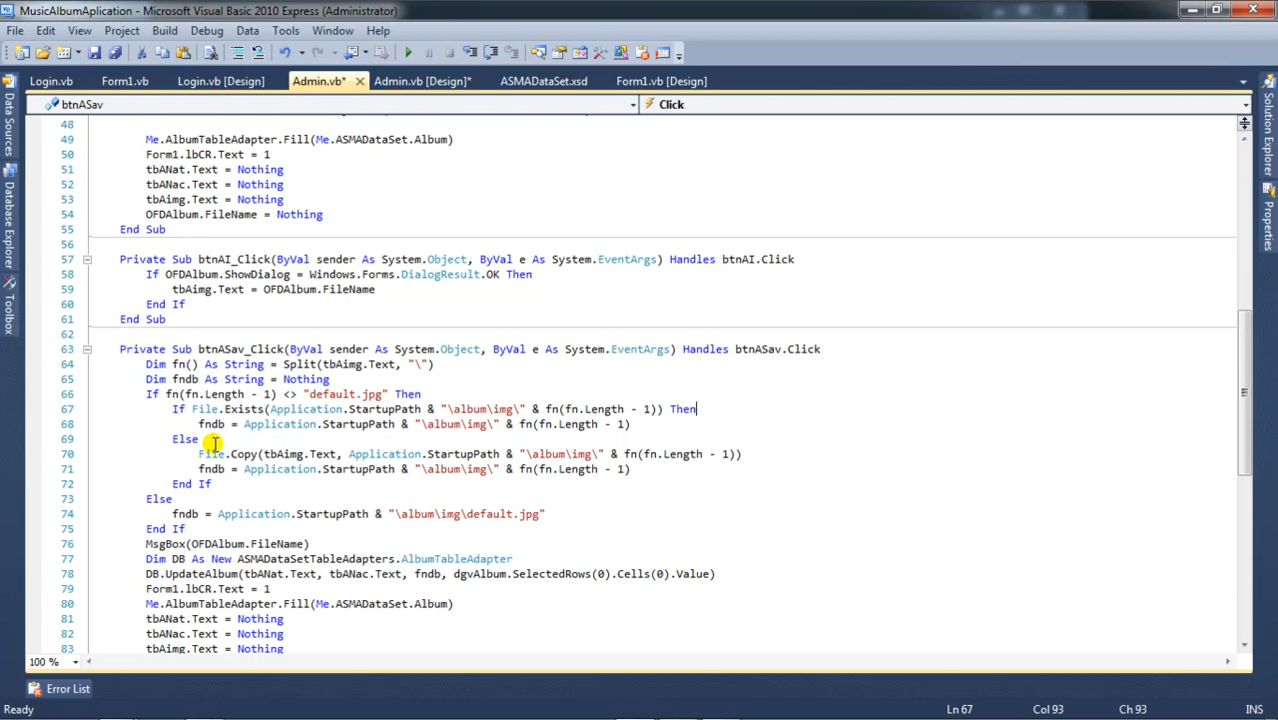 MusicAlbumAplication - Microsoft Visual Basic 2010 Express (Administrator)
File Edit View Project Build Debug Data Tools Window Help
Login.vb Form1.vb Login.vb [Design] Admin.vb* Admin.vb [Design]* ASMADataSet.xsd Form1.vb [Design]
btnASav Click
Data Sources
Database Explorer
Toolbox
Solution Explorer
Properties
48
49 Me.AlbumTableAdapter.Fill(Me.ASMADataSet.Album)
50 Form1.lbCR.Text = 1
51 tbANat.Text = Nothing
52 tbANac.Text = Nothing
53 tbAimg.Text = Nothing
54 OFDAlbum.FileName = Nothing
55 End Sub
56
57 Private Sub btnAI_Click(ByVal sender As System.Object, ByVal e As System.EventArgs) Handles btnAI.Click
58 If OFDAlbum.ShowDialog = Windows.Forms.DialogResult.OK Then
59 tbAimg.Text = OFDAlbum.FileName
60 End If
61 End Sub
62
63 Private Sub btnASav_Click(ByVal sender As System.Object, ByVal e As System.EventArgs) Handles btnASav.Click
64 Dim fn() As String = Split(tbAimg.Text, "\")
65 Dim fndb As String = Nothing
66 If fn(fn.Length - 1) <> "default.jpg" Then
67 If File.Exists(Application.StartupPath & "\album\img\" & fn(fn.Length - 1)) Then
68 fndb = Application.StartupPath & "\album\img\" & fn(fn.Length - 1)
69 Else
70 File.Copy(tbAimg.Text, Application.StartupPath & "\album\img\" & fn(fn.Length - 1))
71 fndb = Application.StartupPath & "\album\img\" & fn(fn.Length - 1)
72 End If
73 Else
74 fndb = Application.StartupPath & "\album\img\default.jpg"
75 End If
76 MsgBox(OFDAlbum.FileName)
77 Dim DB As New ASMADataSetTableAdapters.AlbumTableAdapter
78 DB.UpdateAlbum(tbANat.Text, tbANac.Text, fndb, dgvAlbum.SelectedRows(0).Cells(0).Value)
79 Form1.lbCR.Text = 1
80 Me.AlbumTableAdapter.Fill(Me.ASMADataSet.Album)
81 tbANat.Text = Nothing
82 tbANac.Text = Nothing
83 tbAimg.Text = Nothing
100 %
Error List
Ready Ln 67 Col 93 Ch 93 INS